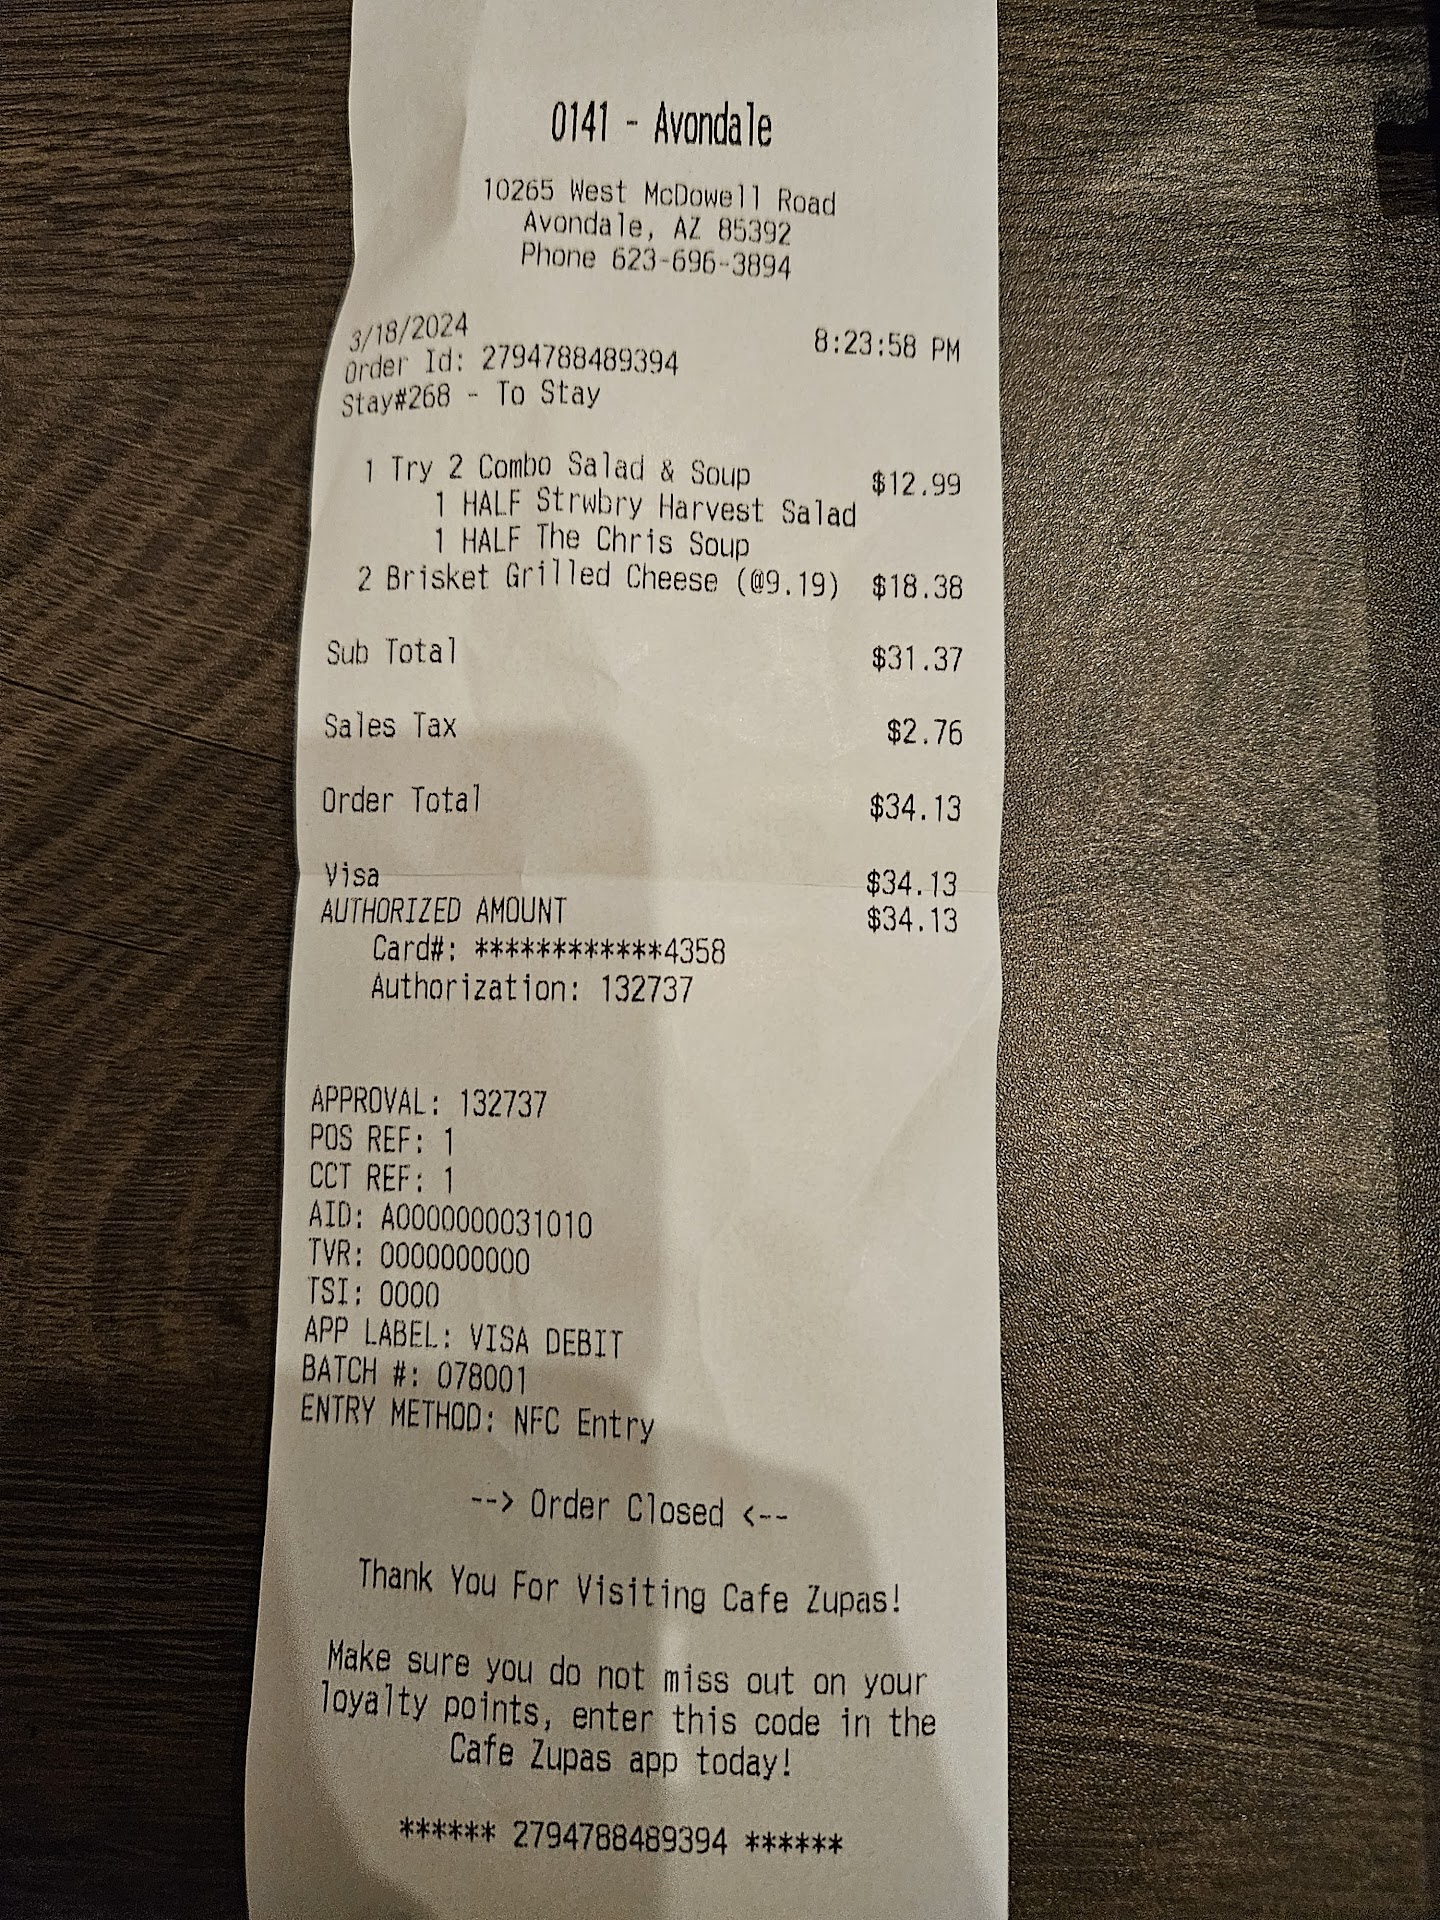 0141 - Avondale
10265 West McDowell Road
Avondale, AZ 85392
Phone 623-696-3894
3/18/2024 8:23:58 PM
Order Id: 2794788489394
Stay#268 - To Stay
1 Try 2 Combo Salad & Soup $12.99
1 HALF Strwbry Harvest Salad
1 HALF The Chris Soup
2 Brisket Grilled Cheese (@9.19) $18.38
Sub Total $31.37
Sales Tax $2.76
Order Total $34.13
Visa $34.13
AUTHORIZED AMOUNT $34.13
Card#: ************4358
Authorization: 132737
APPROVAL: 132737
POS REF: 1
CCT REF: 1
AID: A0000000031010
TVR: 0000000000
TSI: 0000
APP LABEL: VISA DEBIT
BATCH #: 078001
ENTRY METHOD: NFC Entry
--> Order Closed <--
Thank You For Visiting Cafe Zupas!
Make sure you do not miss out on your
loyalty points, enter this code in the
Cafe Zupas app today!
****** 2794788489394 ******